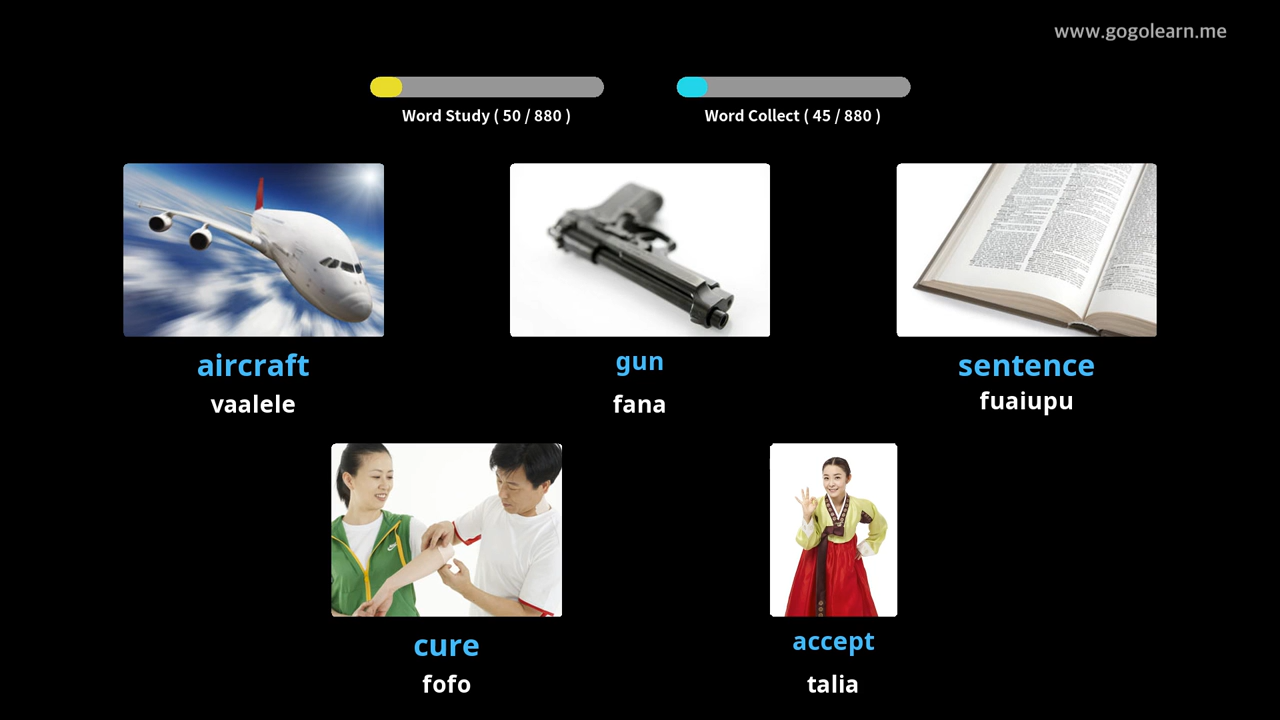 www.gogolearn.me
Word Study ( 50 / 880 )
Word Collect ( 45 / 880 )
aircraft
vaalele
gun
fana
sentence
fuaiupu
cure
fofo
accept
talia